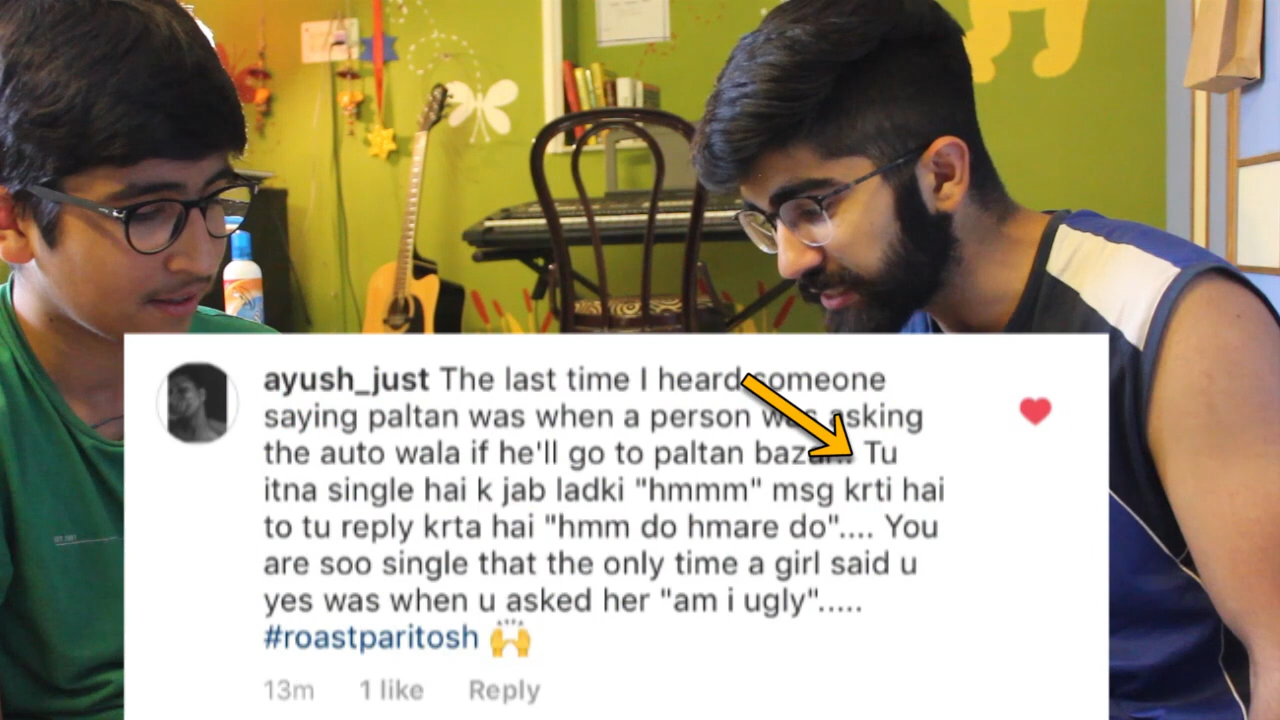 ayush_just The last time I heard someone
saying paltan was when a person was asking
the auto wala if he'll go to paltan bazar.. Tu
itna single hai k jab ladki "hmmm" msg krti hai
to tu reply krta hai "hmm do hmare do".... You
are soo single that the only time a girl said u
yes was when u asked her "am i ugly".....
#roastparitosh 🙌
13m 1 like Reply